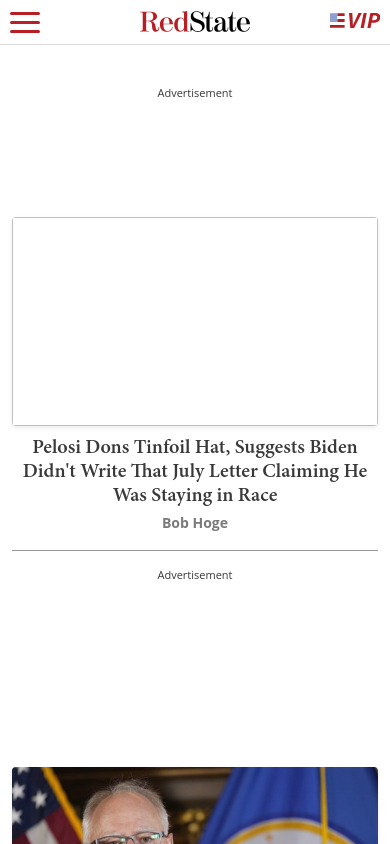 RedState
VIP
Advertisement
Pelosi Dons Tinfoil Hat, Suggests Biden
Didn't Write That July Letter Claiming He
Was Staying in Race
Bob Hoge
Advertisement